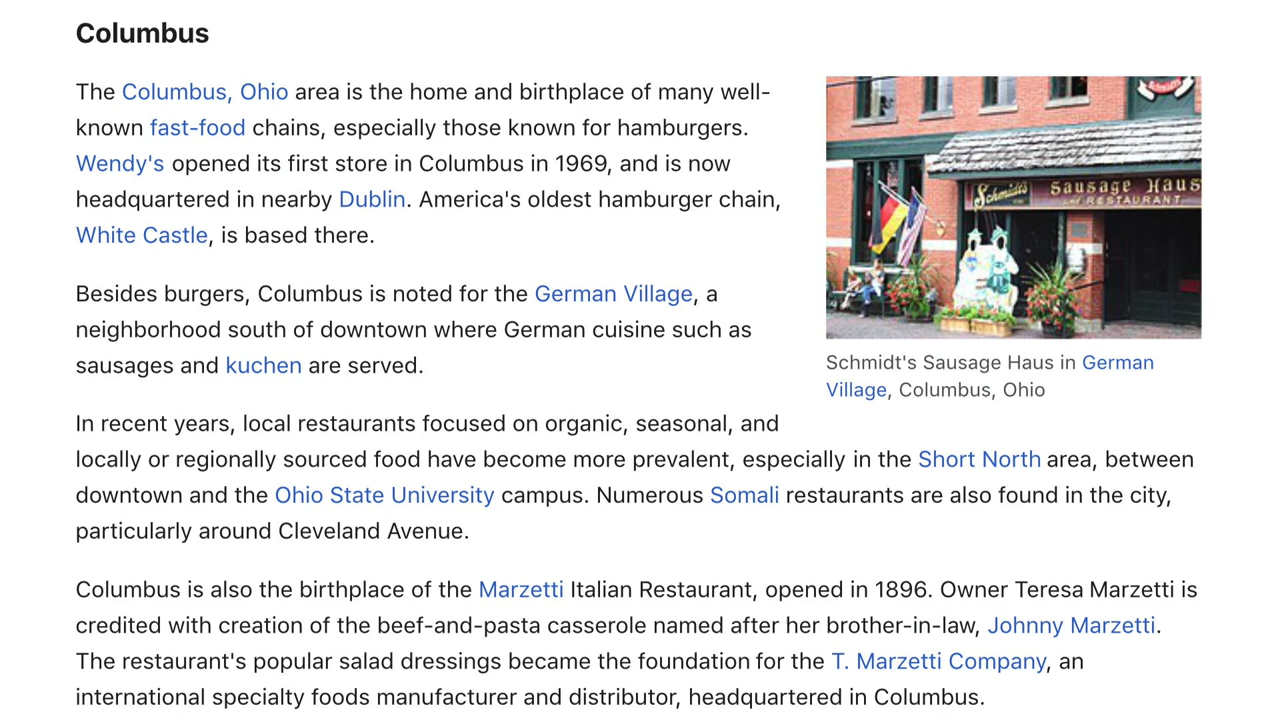 Columbus
The Columbus, Ohio area is the home and birthplace of many well-
known fast-food chains, especially those known for hamburgers.
Wendy's opened its first store in Columbus in 1969, and is now
headquartered in nearby Dublin. America's oldest hamburger chain,
White Castle, is based there.
Besides burgers, Columbus is noted for the German Village, a
neighborhood south of downtown where German cuisine such as
sausages and kuchen are served.
Schmidt's
Sausage Haus
AND RESTAURANT
Schmidt's Sausage Haus in German
Village, Columbus, Ohio
In recent years, local restaurants focused on organic, seasonal, and
locally or regionally sourced food have become more prevalent, especially in the Short North area, between
downtown and the Ohio State University campus. Numerous Somali restaurants are also found in the city,
particularly around Cleveland Avenue.
Columbus is also the birthplace of the Marzetti Italian Restaurant, opened in 1896. Owner Teresa Marzetti is
credited with creation of the beef-and-pasta casserole named after her brother-in-law, Johnny Marzetti.
The restaurant's popular salad dressings became the foundation for the T. Marzetti Company, an
international specialty foods manufacturer and distributor, headquartered in Columbus.